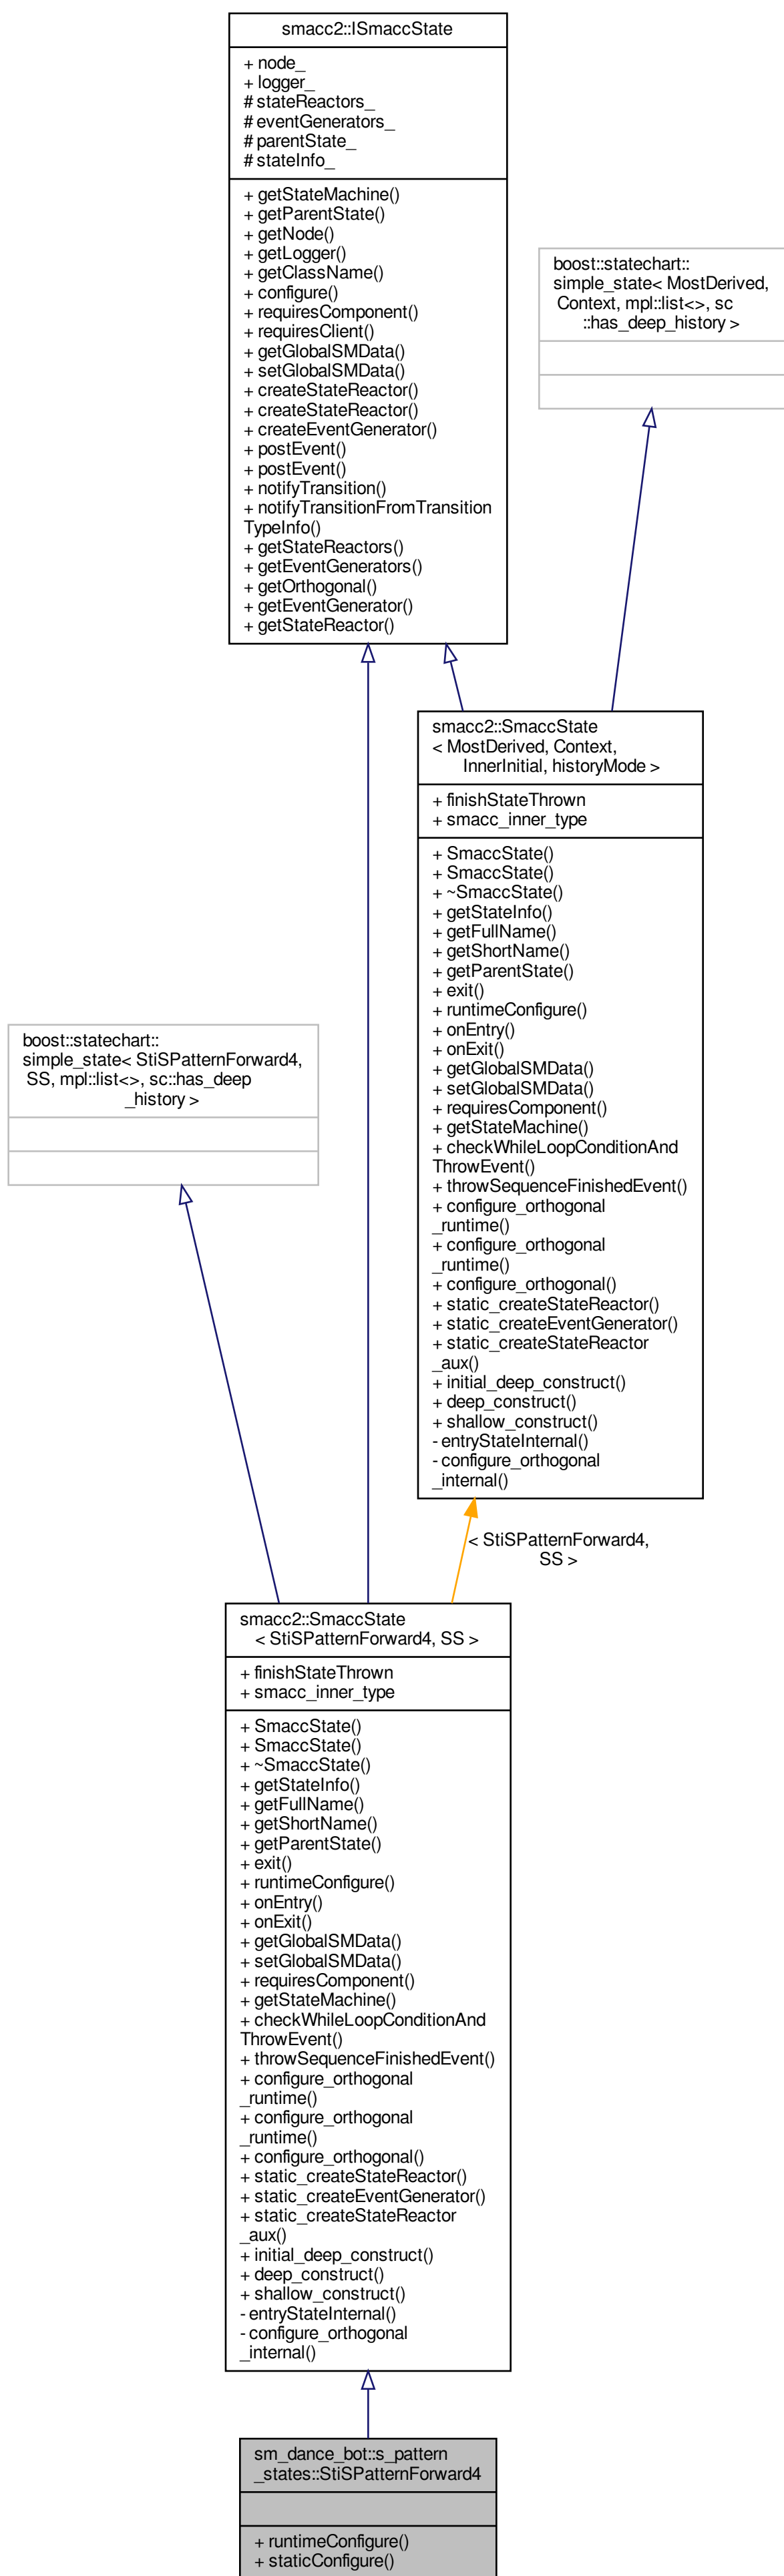 smacc2::ISmaccState
+ node_
+ logger_
# stateReactors_
# eventGenerators_
# parentState_
# stateInfo_
+ getStateMachine()
+ getParentState()
+ getNode()
+ getLogger()
+ getClassName()
+ configure()
+ requiresComponent()
+ requiresClient()
+ getGlobalSMData()
+ setGlobalSMData()
+ createStateReactor()
+ createStateReactor()
+ createEventGenerator()
+ postEvent()
+ postEvent()
+ notifyTransition()
+ notifyTransitionFromTransition
TypeInfo()
+ getStateReactors()
+ getEventGenerators()
+ getOrthogonal()
+ getEventGenerator()
+ getStateReactor()
boost::statechart::
simple_state< MostDerived,
Context, mpl::list<>, sc
::has_deep_history >
smacc2::SmaccState
< MostDerived, Context,
InnerInitial, historyMode >
+ finishStateThrown
+ smacc_inner_type
+ SmaccState()
+ SmaccState()
+ ~SmaccState()
+ getStateInfo()
+ getFullName()
+ getShortName()
+ getParentState()
+ exit()
+ runtimeConfigure()
+ onEntry()
+ onExit()
+ getGlobalSMData()
+ setGlobalSMData()
+ requiresComponent()
+ getStateMachine()
+ checkWhileLoopConditionAnd
ThrowEvent()
+ throwSequenceFinishedEvent()
+ configure_orthogonal
_runtime()
+ configure_orthogonal
_runtime()
+ configure_orthogonal()
+ static_createStateReactor()
+ static_createEventGenerator()
+ static_createStateReactor
_aux()
+ initial_deep_construct()
+ deep_construct()
+ shallow_construct()
- entryStateInternal()
- configure_orthogonal
_internal()
boost::statechart::
simple_state< StiSPatternForward4,
SS, mpl::list<>, sc::has_deep
_history >
< StiSPatternForward4,
SS >
smacc2::SmaccState
< StiSPatternForward4, SS >
+ finishStateThrown
+ smacc_inner_type
+ SmaccState()
+ SmaccState()
+ ~SmaccState()
+ getStateInfo()
+ getFullName()
+ getShortName()
+ getParentState()
+ exit()
+ runtimeConfigure()
+ onEntry()
+ onExit()
+ getGlobalSMData()
+ setGlobalSMData()
+ requiresComponent()
+ getStateMachine()
+ checkWhileLoopConditionAnd
ThrowEvent()
+ throwSequenceFinishedEvent()
+ configure_orthogonal
_runtime()
+ configure_orthogonal
_runtime()
+ configure_orthogonal()
+ static_createStateReactor()
+ static_createEventGenerator()
+ static_createStateReactor
_aux()
+ initial_deep_construct()
+ deep_construct()
+ shallow_construct()
- entryStateInternal()
- configure_orthogonal
_internal()
sm_dance_bot::s_pattern
_states::StiSPatternForward4
+ runtimeConfigure()
+ staticConfigure()